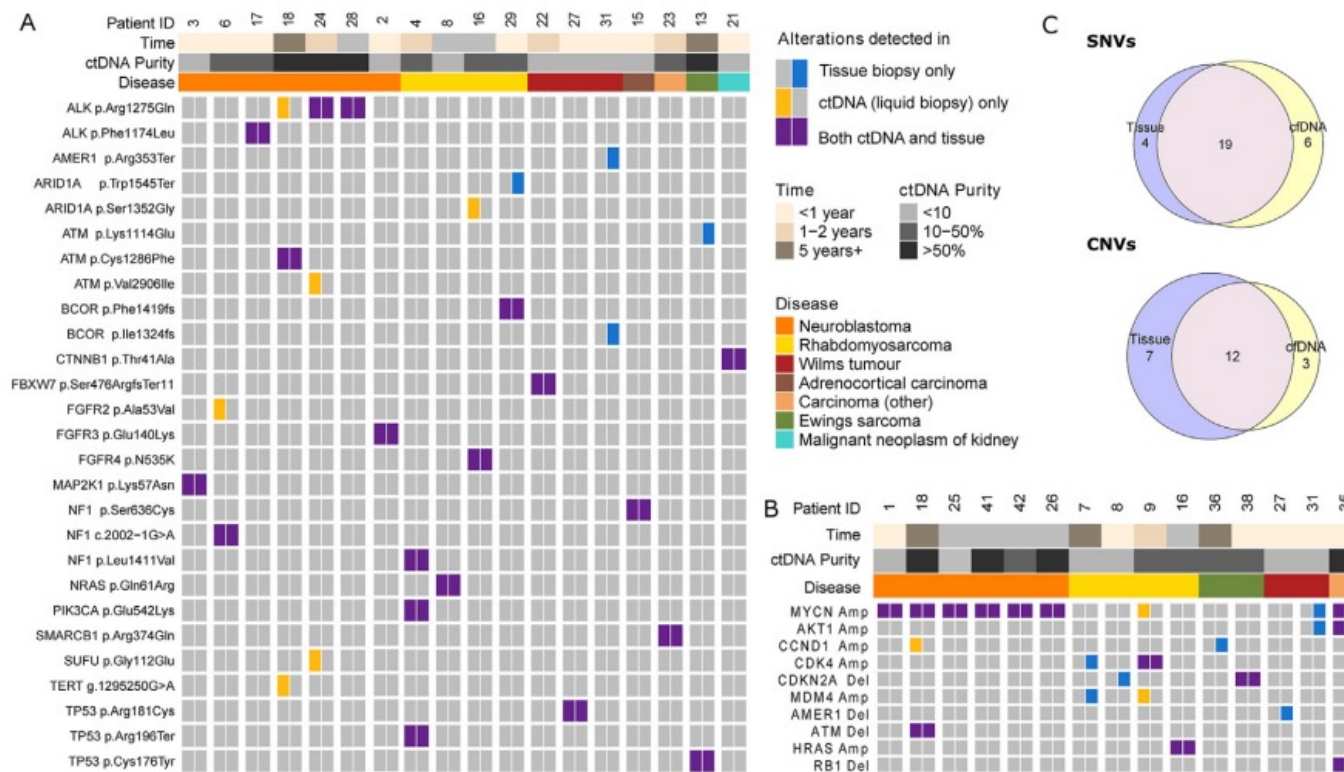 A
Patient ID 3 6 17 18 24 28 2 4 8 16 29 22 27 31 15 23 13 21
Time
ctDNA Purity
Disease
ALK p.Arg1275Gln
ALK p.Phe1174Leu
AMER1 p.Arg353Ter
ARID1A p.Trp1545Ter
ARID1A p.Ser1352Gly
ATM p.Lys1114Glu
ATM p.Cys1286Phe
ATM p.Val2906Ile
BCOR p.Phe1419fs
BCOR p.Ile1324fs
CTNNB1 p.Thr41Ala
FBXW7 p.Ser476ArgfsTer11
FGFR2 p.Ala53Val
FGFR3 p.Glu140Lys
FGFR4 p.N535K
MAP2K1 p.Lys57Asn
NF1 p.Ser636Cys
NF1 c.2002-1G>A
NF1 p.Leu1411Val
NRAS p.Gln61Arg
PIK3CA p.Glu542Lys
SMARCB1 p.Arg374Gln
SUFU p.Gly112Glu
TERT g.1295250G>A
TP53 p.Arg181Cys
TP53 p.Arg196Ter
TP53 p.Cys176Tyr
Alterations detected in
Tissue biopsy only
ctDNA (liquid biopsy) only
Both ctDNA and tissue
Time
<1 year
1-2 years
5 years+
ctDNA Purity
<10
10-50%
>50%
Disease
Neuroblastoma
Rhabdomyosarcoma
Wilms tumour
Adrenocortical carcinoma
Carcinoma (other)
Ewings sarcoma
Malignant neoplasm of kidney
C
SNVs
Tissue
4
19
cfDNA
6
CNVs
Tissue
7
12
cfDNA
3
B
Patient ID 1 18 25 41 42 26 7 8 9 16 36 38 27 31
Time
ctDNA Purity
Disease
MYCN Amp
AKT1 Amp
CCND1 Amp
CDK4 Amp
CDKN2A Del
MDM4 Amp
AMER1 Del
ATM Del
HRAS Amp
RB1 Del